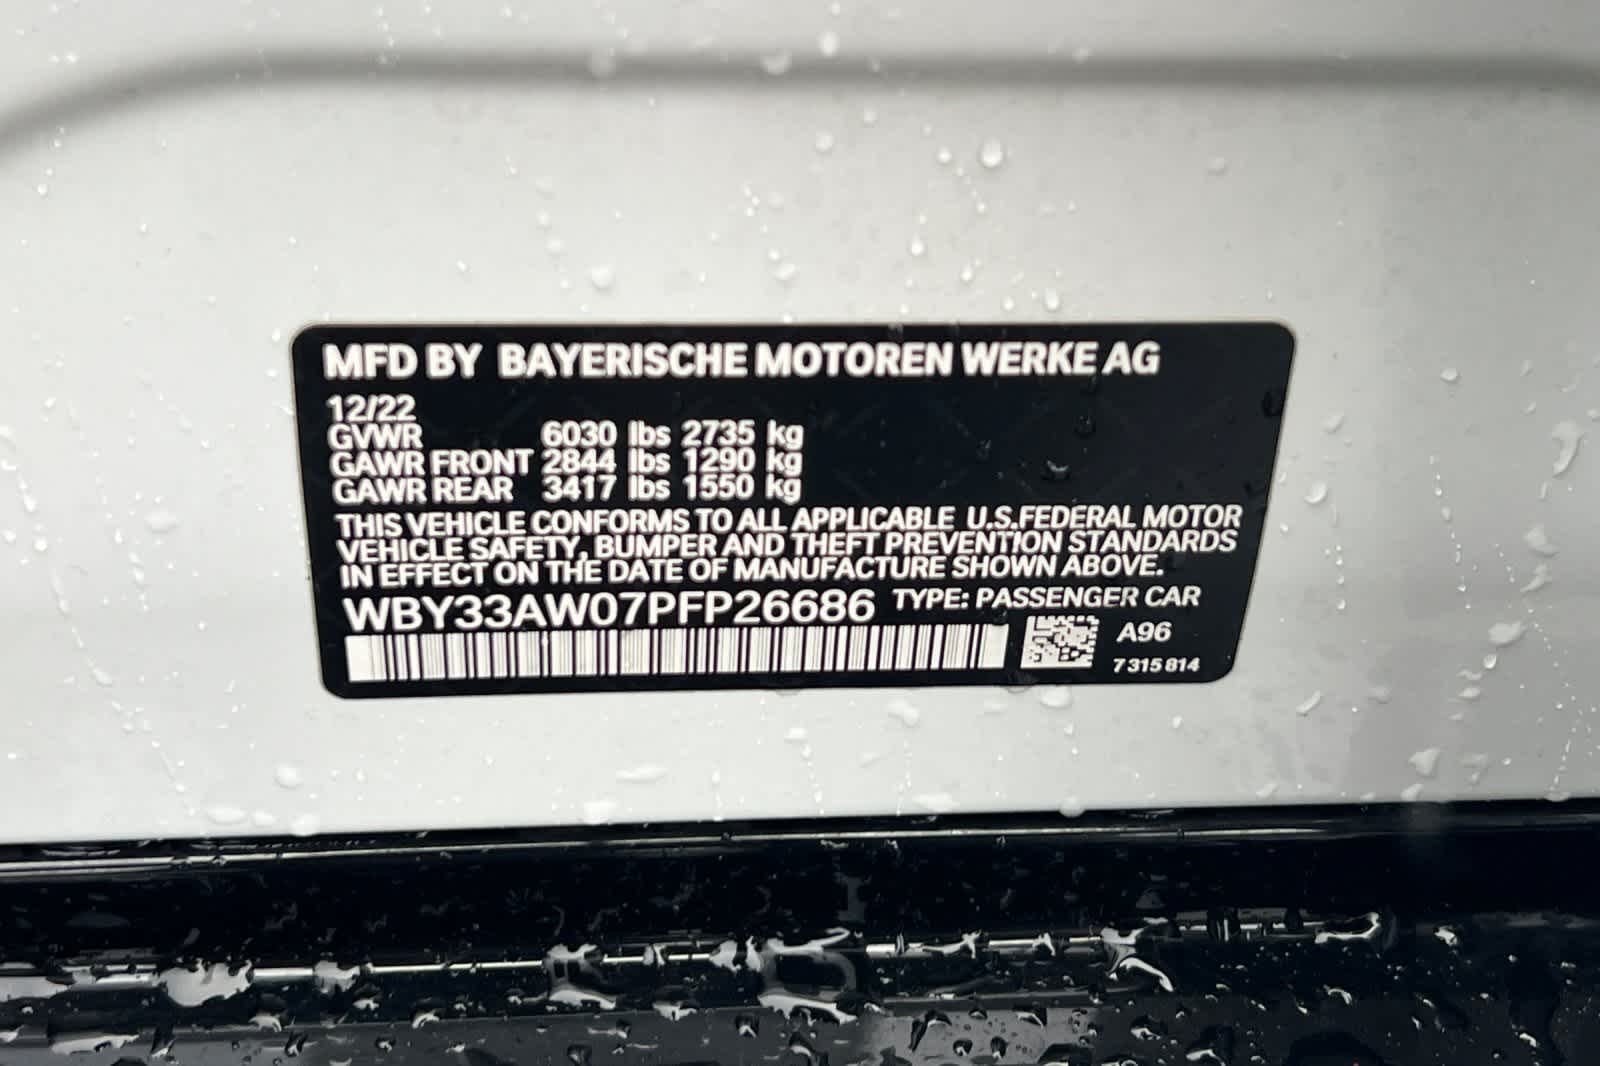 MFD BY BAYERISCHE MOTOREN WERKE AG
12/22
GVWR 6030 lbs 2735 kg
GAWR FRONT 2844 lbs 1290 kg
GAWR REAR 3417 lbs 1550 kg
THIS VEHICLE CONFORMS TO ALL APPLICABLE U.S.FEDERAL MOTOR
VEHICLE SAFETY, BUMPER AND THEFT PREVENTION STANDARDS
IN EFFECT ON THE DATE OF MANUFACTURE SHOWN ABOVE.
WBY33AW07PFP26686 TYPE: PASSENGER CAR
A96
7 315 814